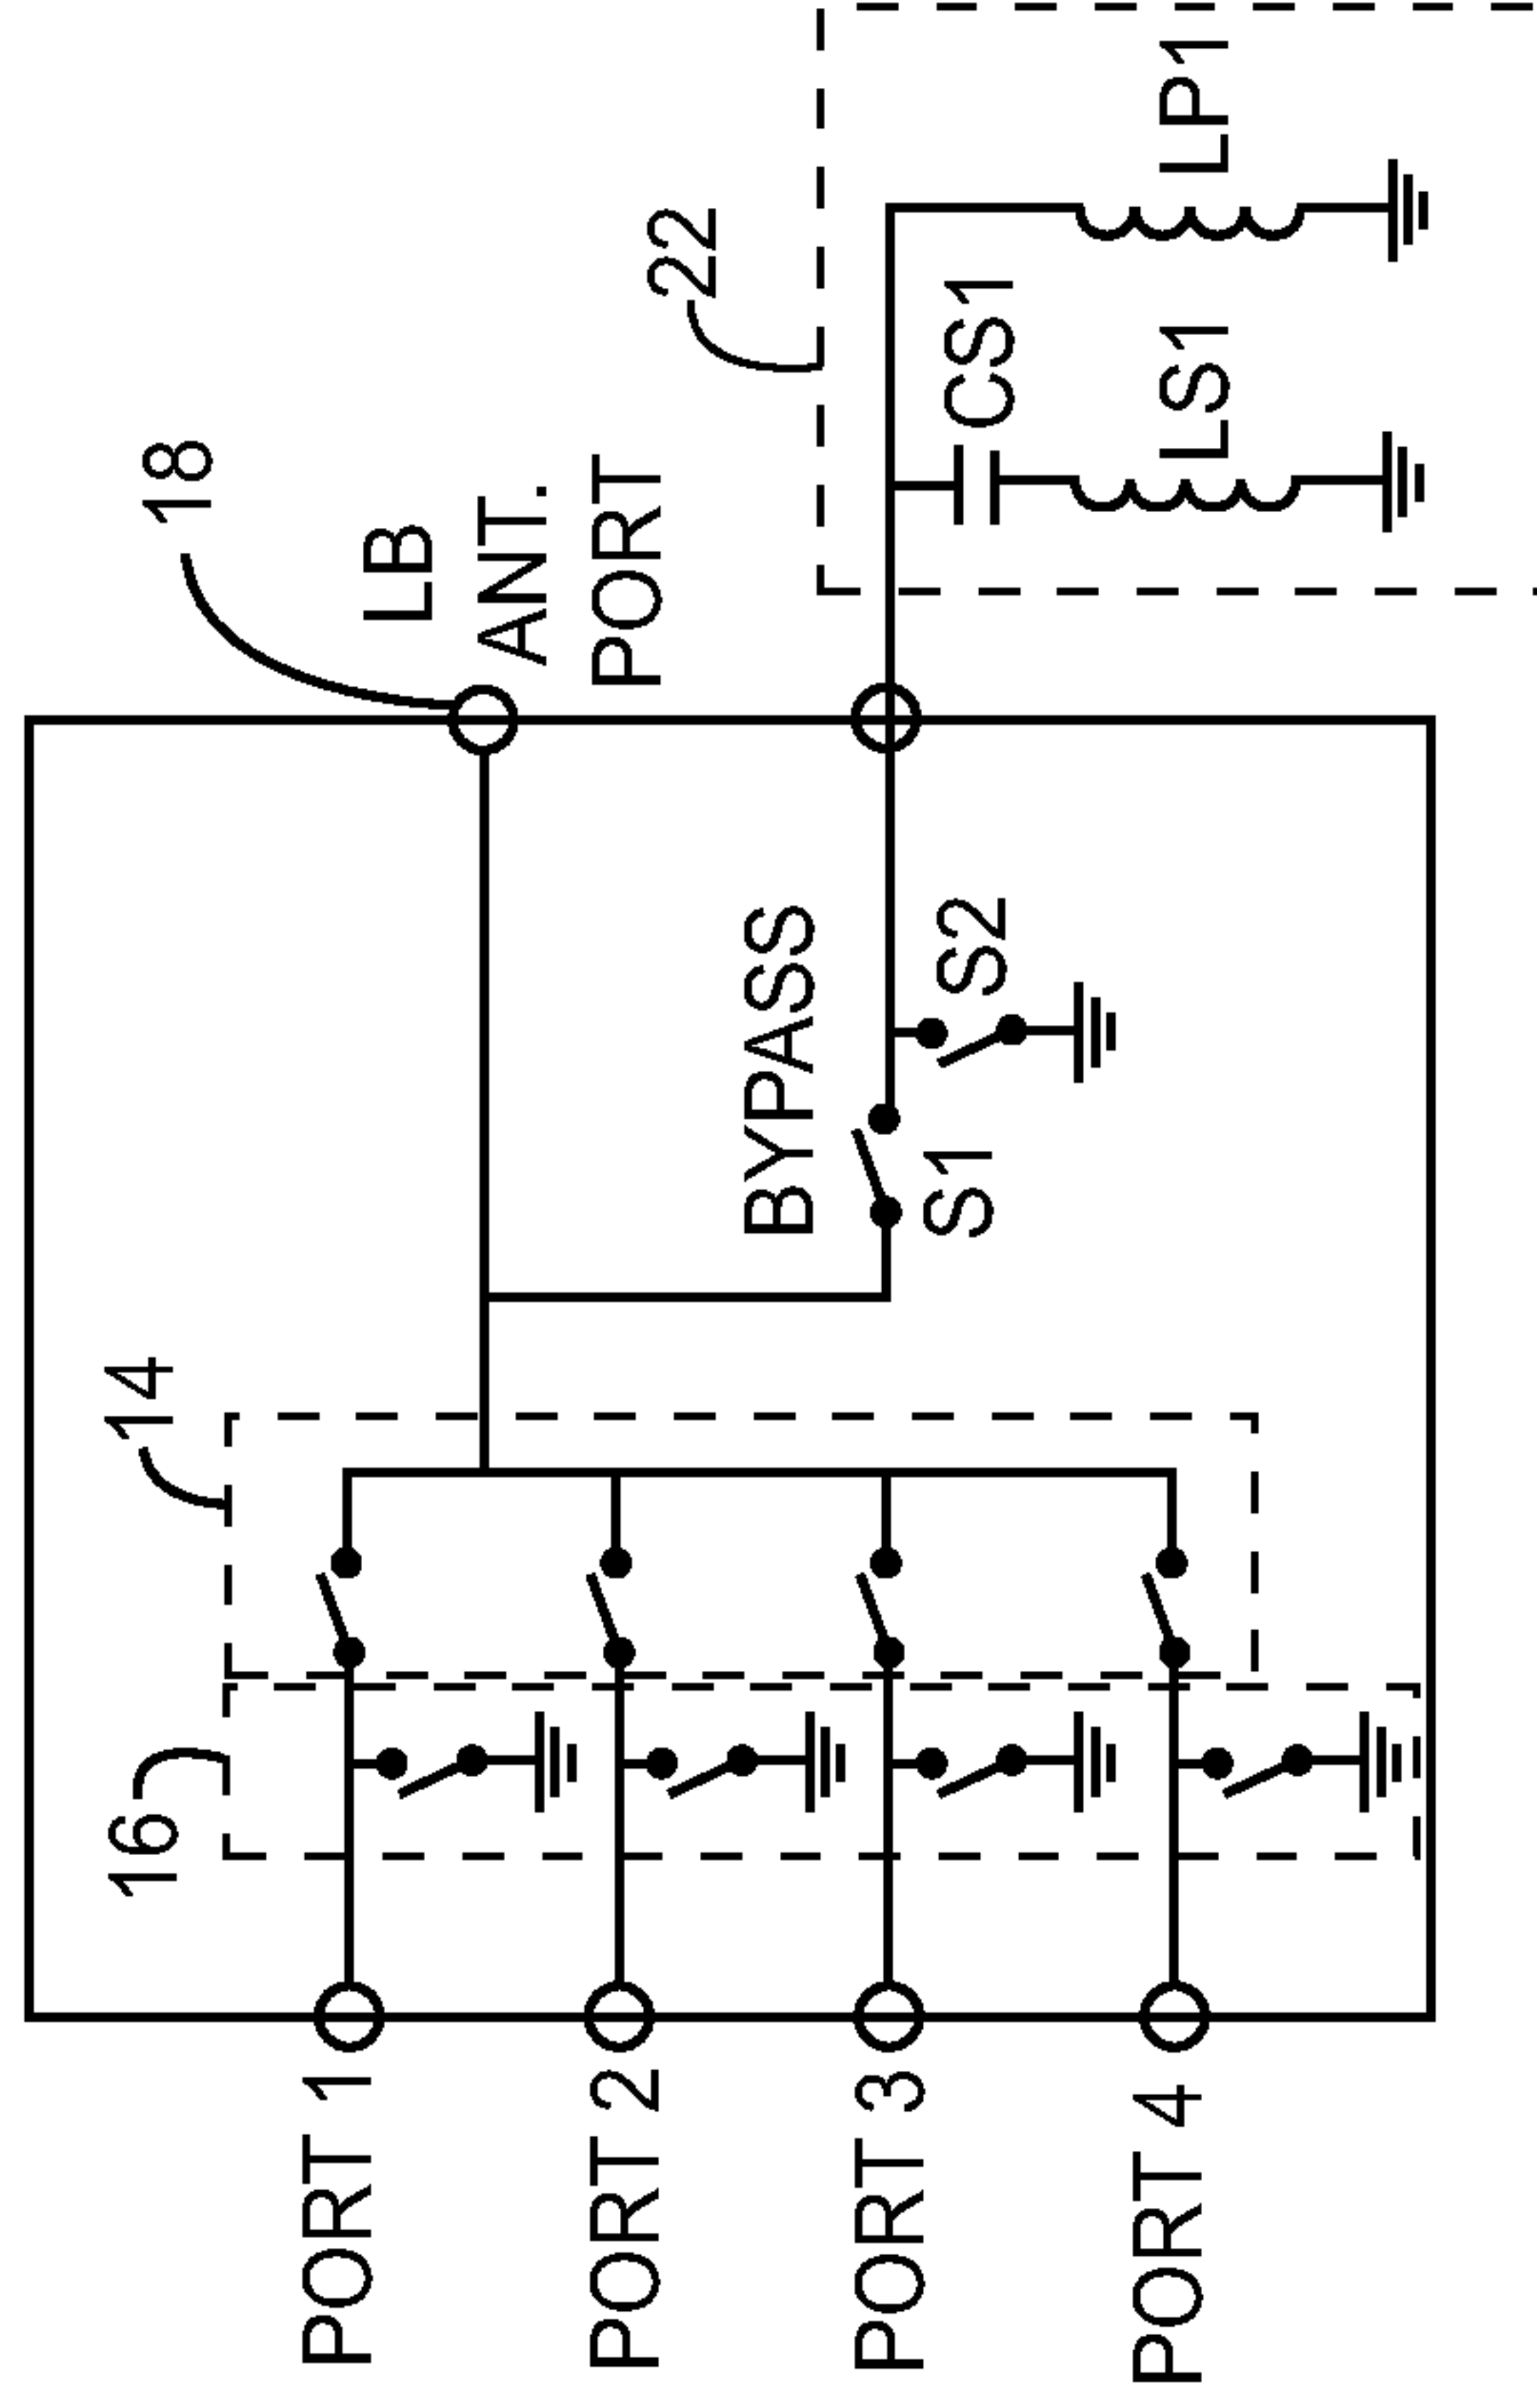 18
LB
ANT.
PORT
22
LP1
CS1
LS1
BYPASS
S1
S2
14
16
PORT 1
PORT 2
PORT 3
PORT 4